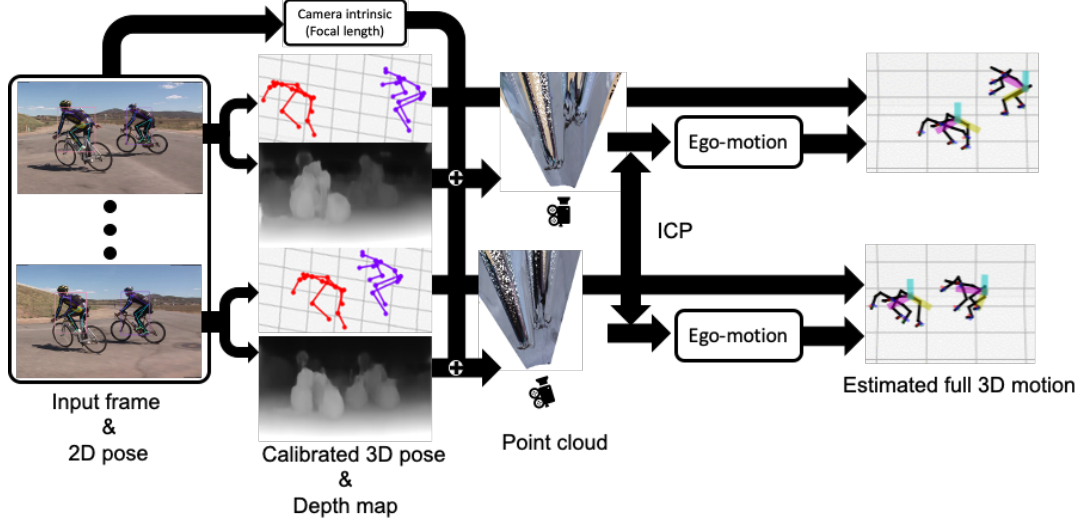 Camera intrinsic
(Focal length)
Ego-motion
ICP
Ego-motion
Input frame
&
2D pose
Calibrated 3D pose
&
Depth map
Point cloud
Estimated full 3D motion